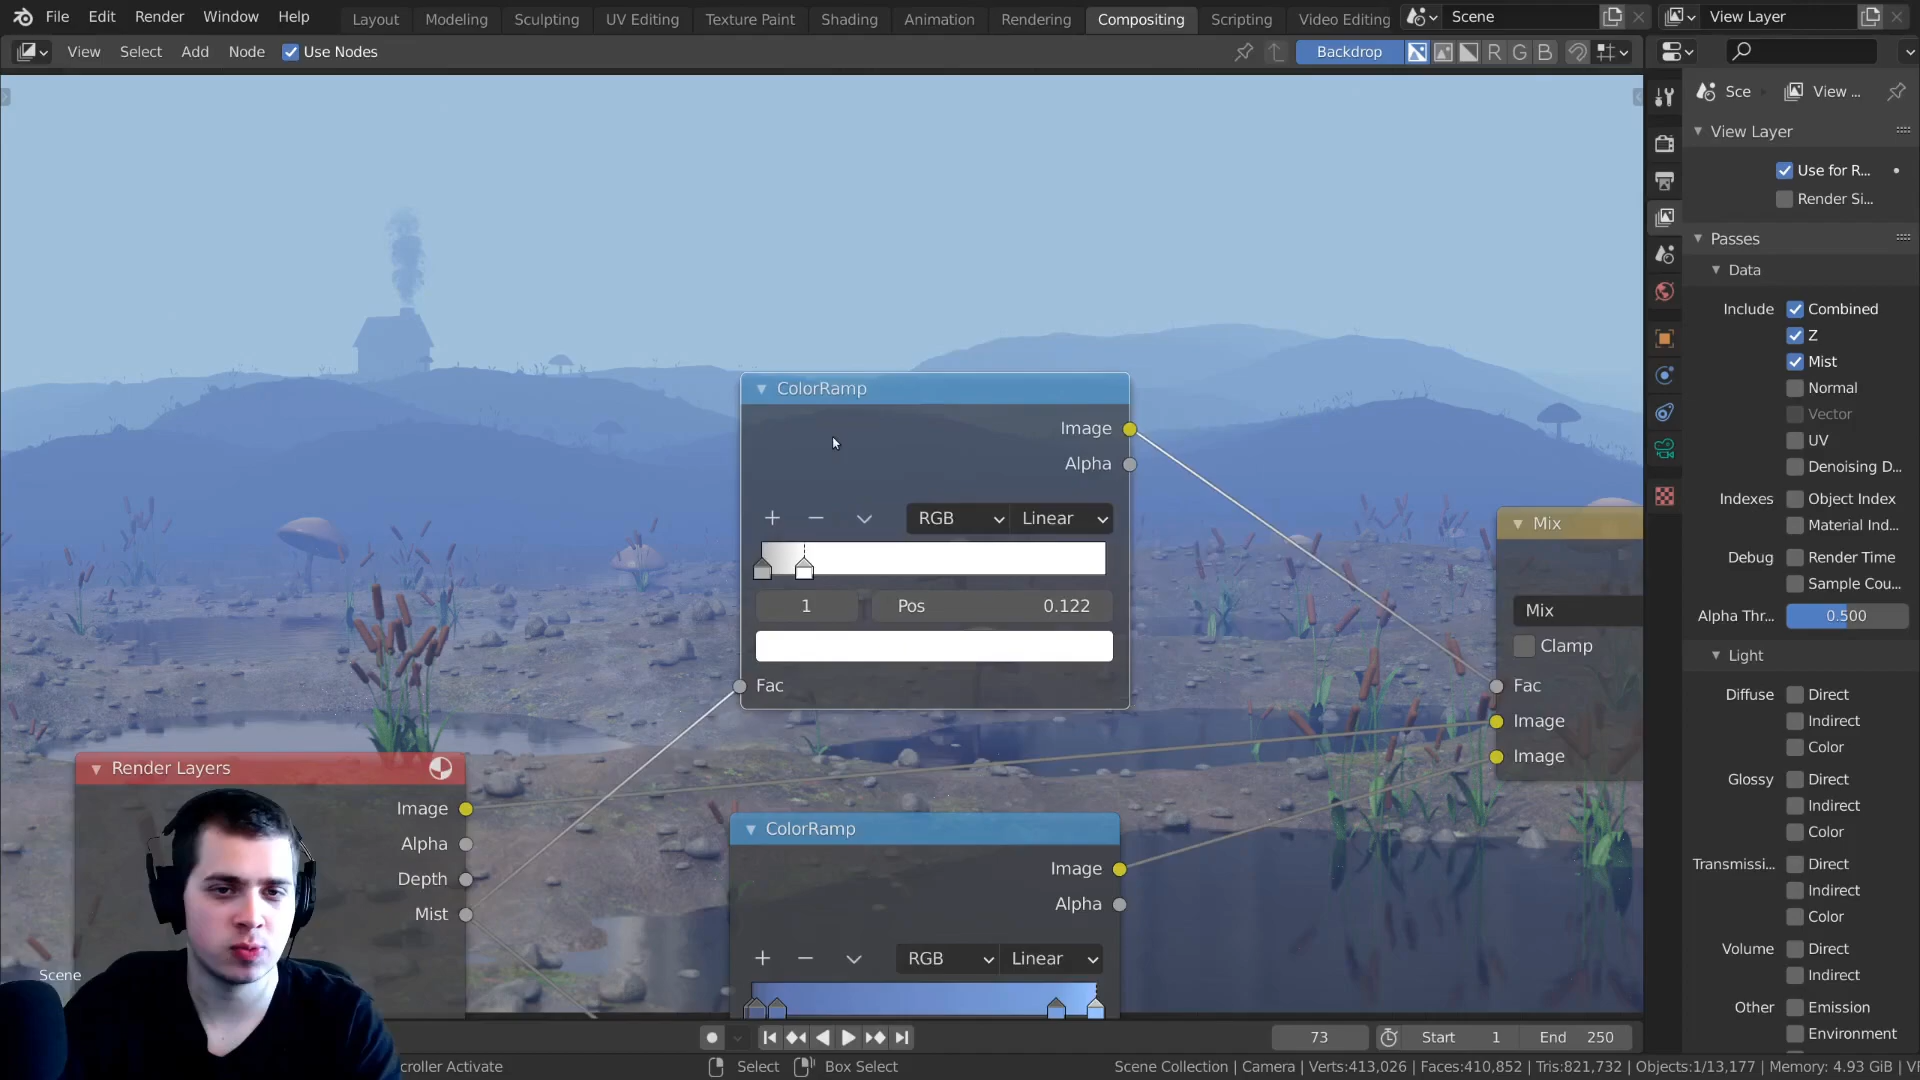 File Edit Render Window Help
Layout Modeling Sculpting UV Editing Texture Paint Shading Animation Rendering Compositing Scripting Video Editing
Scene
View Layer
View Select Add Node Use Nodes
Backdrop R G B
Sce View ...
View Layer
Use for R...
Render Si...
Passes
Data
Include Combined
Z
Mist
Normal
Vector
UV
Denoising D...
Indexes Object Index
Material Ind...
Debug Render Time
Sample Cou...
Alpha Thr... 0.500
Light
Diffuse Direct
Indirect
Color
Glossy Direct
Indirect
Color
Transmissi... Direct
Indirect
Color
Volume Direct
Indirect
Other Emission
Environment
ColorRamp
Image
Alpha
RGB Linear
1 Pos 0.122
Fac
Mix
Mix
Clamp
Fac
Image
Image
Render Layers
Image
Alpha
Depth
Mist
Scene
ColorRamp
Image
Alpha
RGB Linear
73 Start 1 End 250
croller Activate
Select Box Select
Scene Collection | Camera | Verts:413,026 | Faces:410,852 | Tris:821,732 | Objects:1/13,177 | Memory: 4.93 GiB |